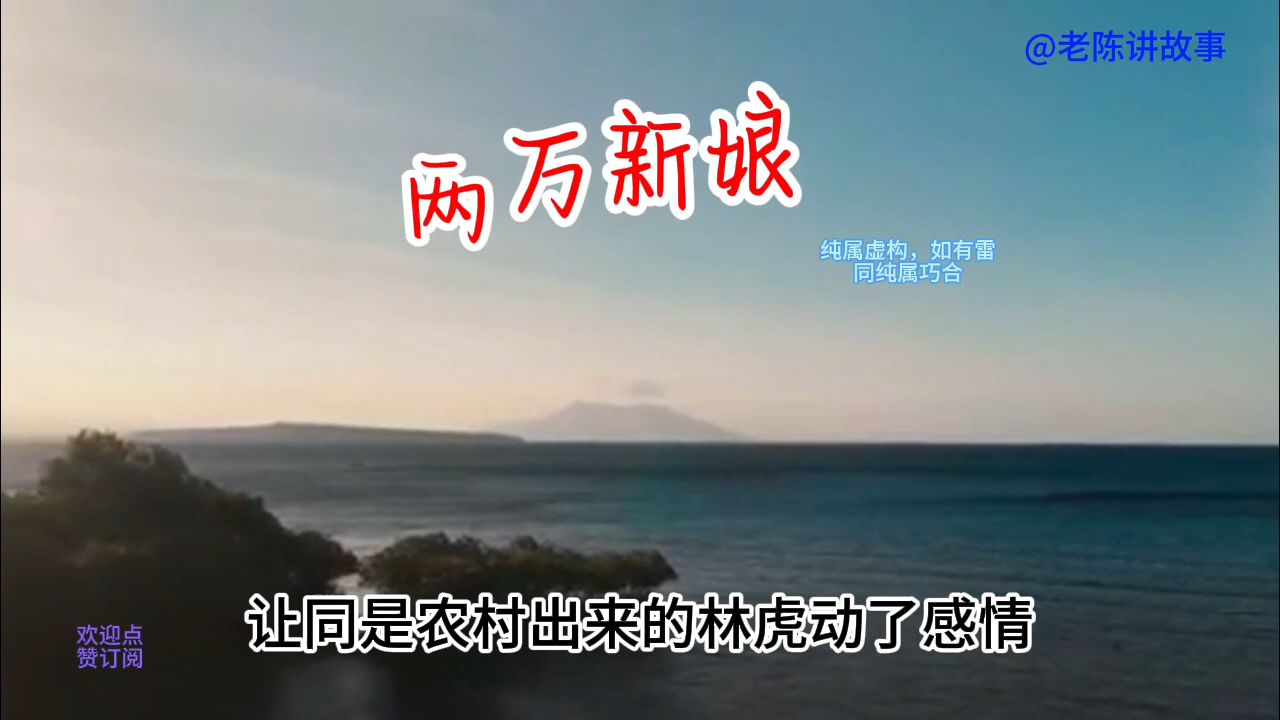 @老陈讲故事
两万新娘
纯属虚构，如有雷
同纯属巧合
让同是农村出来的林虎动了感情
欢迎点
赞订阅